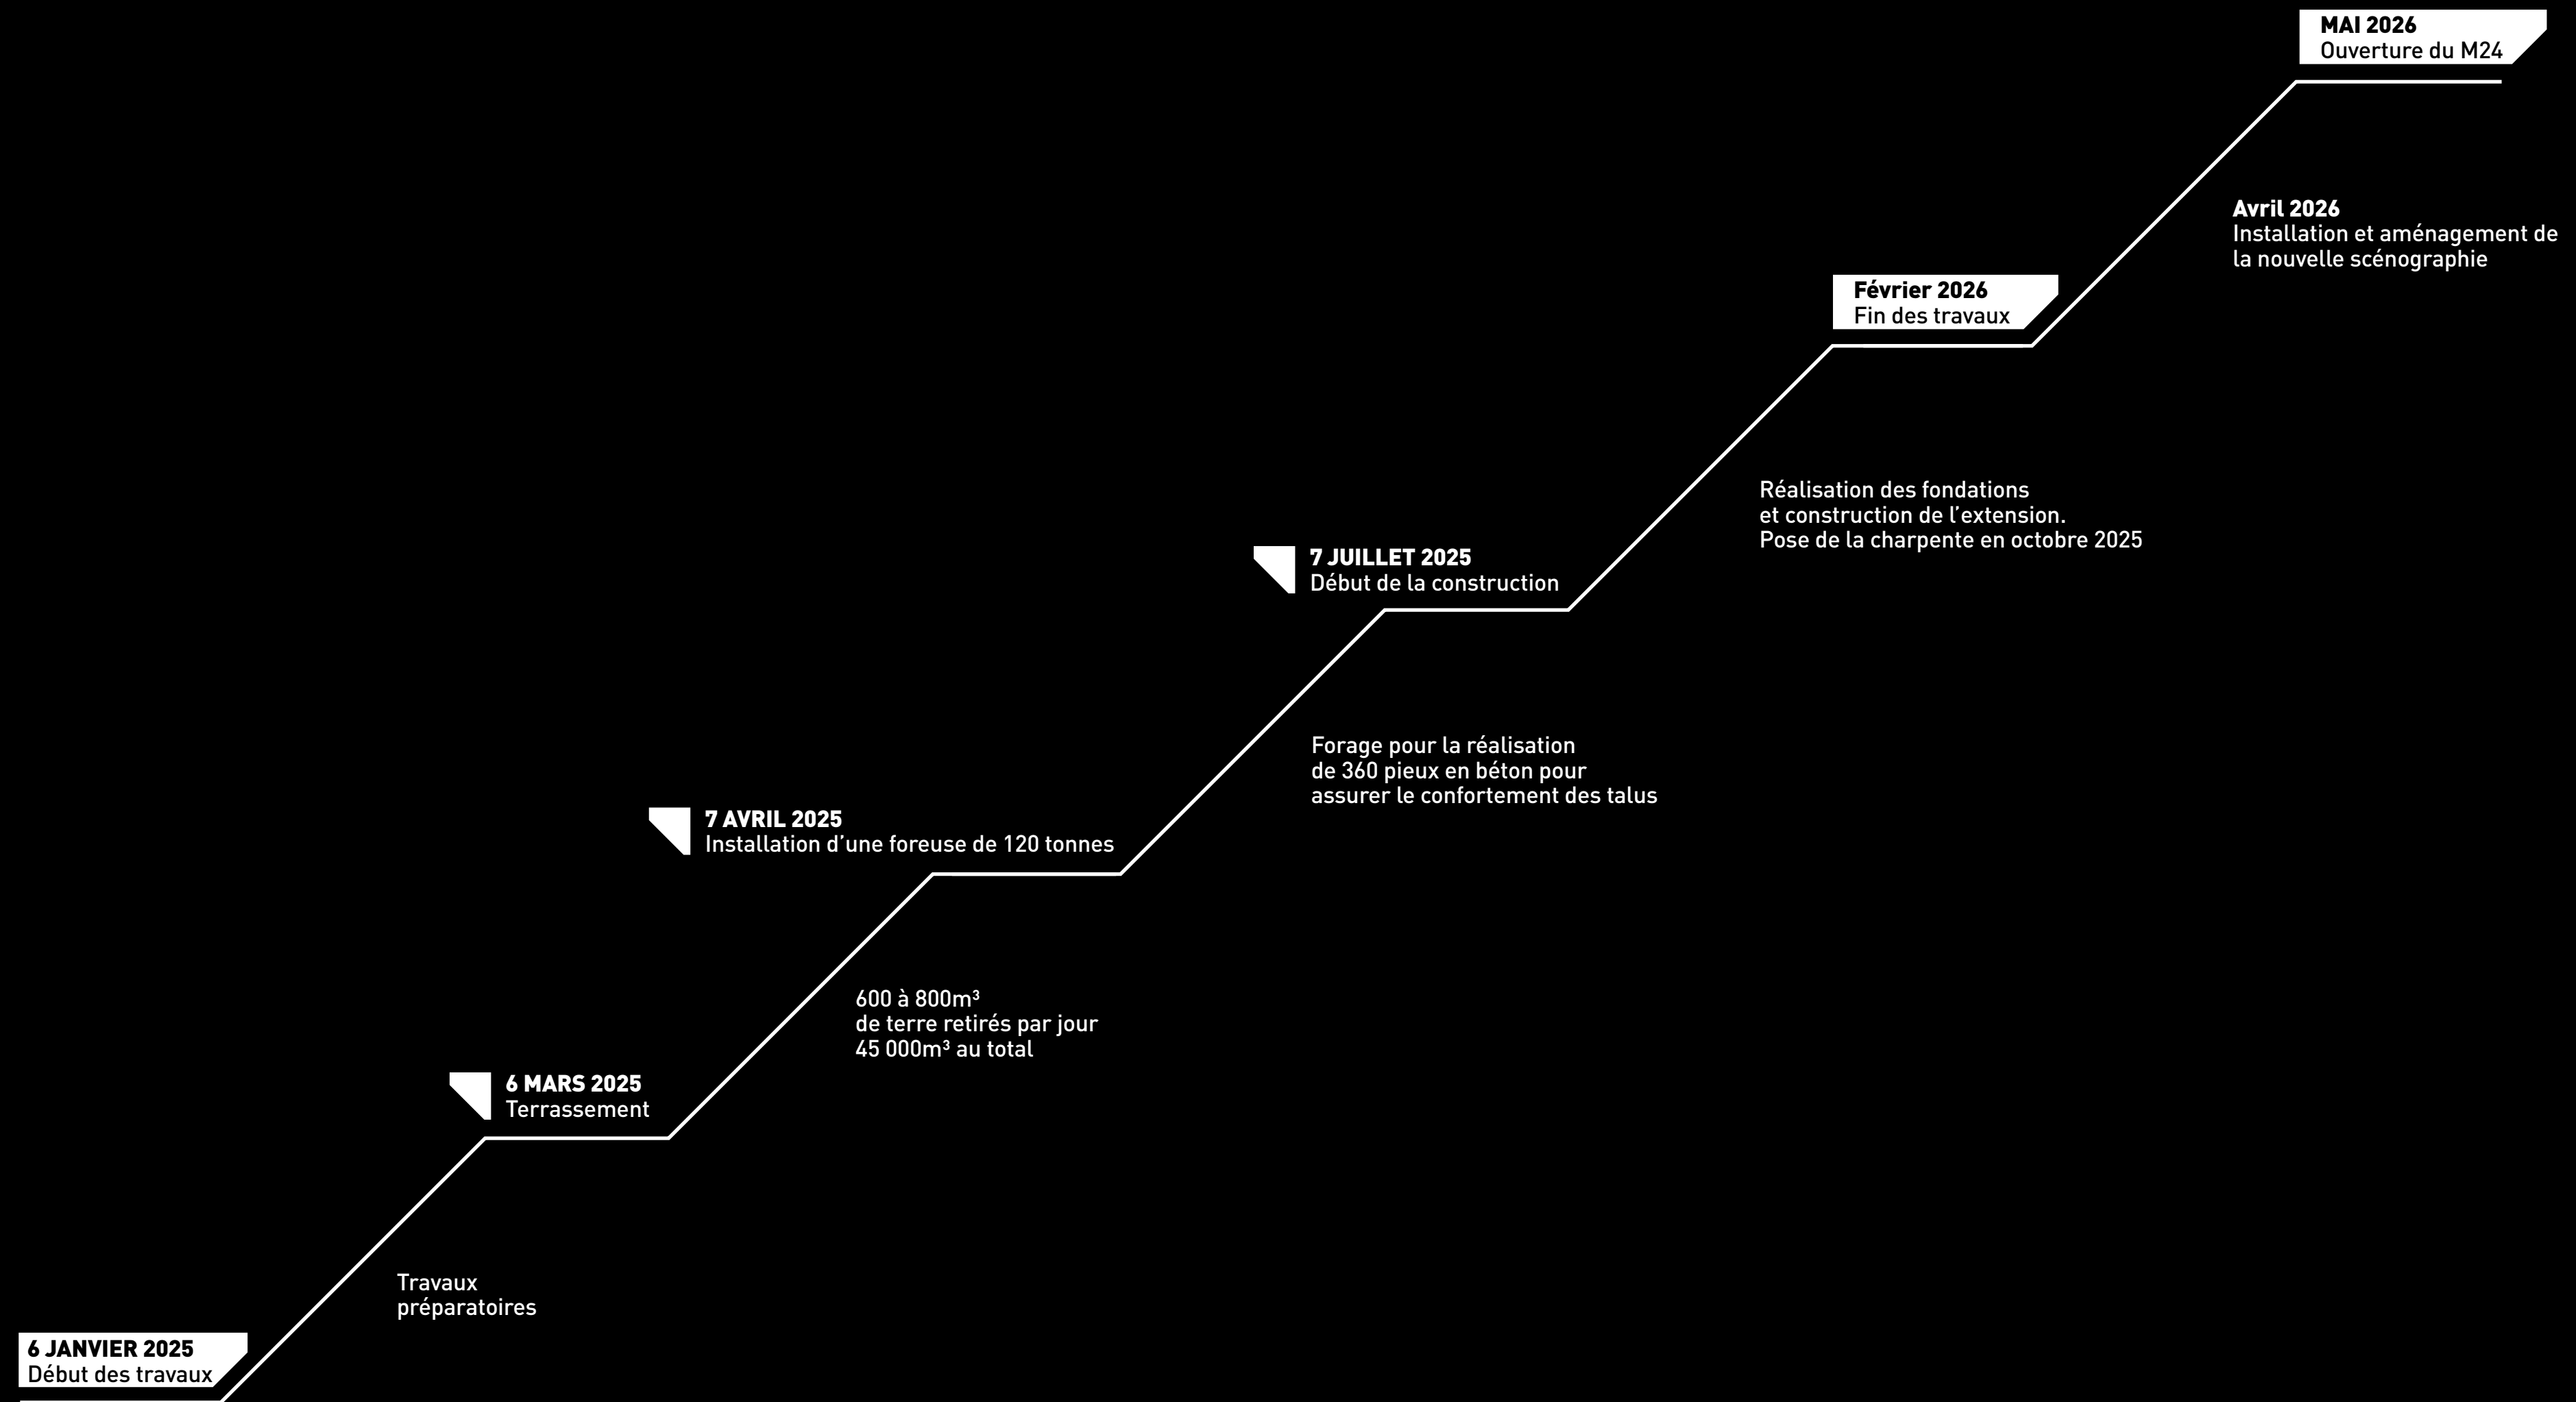 MAI 2026
Ouverture du M24
Avril 2026
Installation et aménagement de
la nouvelle scénographie
Février 2026
Fin des travaux
Réalisation des fondations
et construction de l’extension.
Pose de la charpente en octobre 2025
7 JUILLET 2025
Début de la construction
Forage pour la réalisation
de 360 pieux en béton pour
assurer le confortement des talus
7 AVRIL 2025
Installation d’une foreuse de 120 tonnes
600 à 800m³
de terre retirés par jour
45 000m³ au total
6 MARS 2025
Terrassement
Travaux
préparatoires
6 JANVIER 2025
Début des travaux